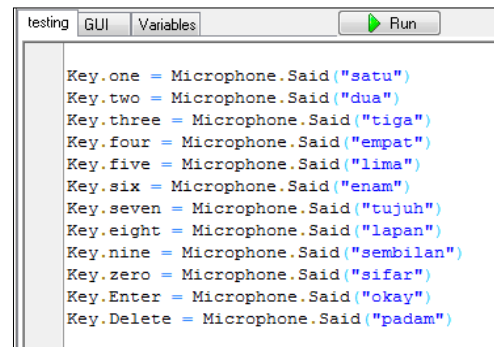 testing GUI Variables Run
Key.one = Microphone.Said("satu")
Key.two = Microphone.Said("dua")
Key.three = Microphone.Said("tiga")
Key.four = Microphone.Said("empat")
Key.five = Microphone.Said("lima")
Key.six = Microphone.Said("enam")
Key.seven = Microphone.Said("tujuh")
Key.eight = Microphone.Said("lapan")
Key.nine = Microphone.Said("sembilan")
Key.zero = Microphone.Said("sifar")
Key.Enter = Microphone.Said("okay")
Key.Delete = Microphone.Said("padam")